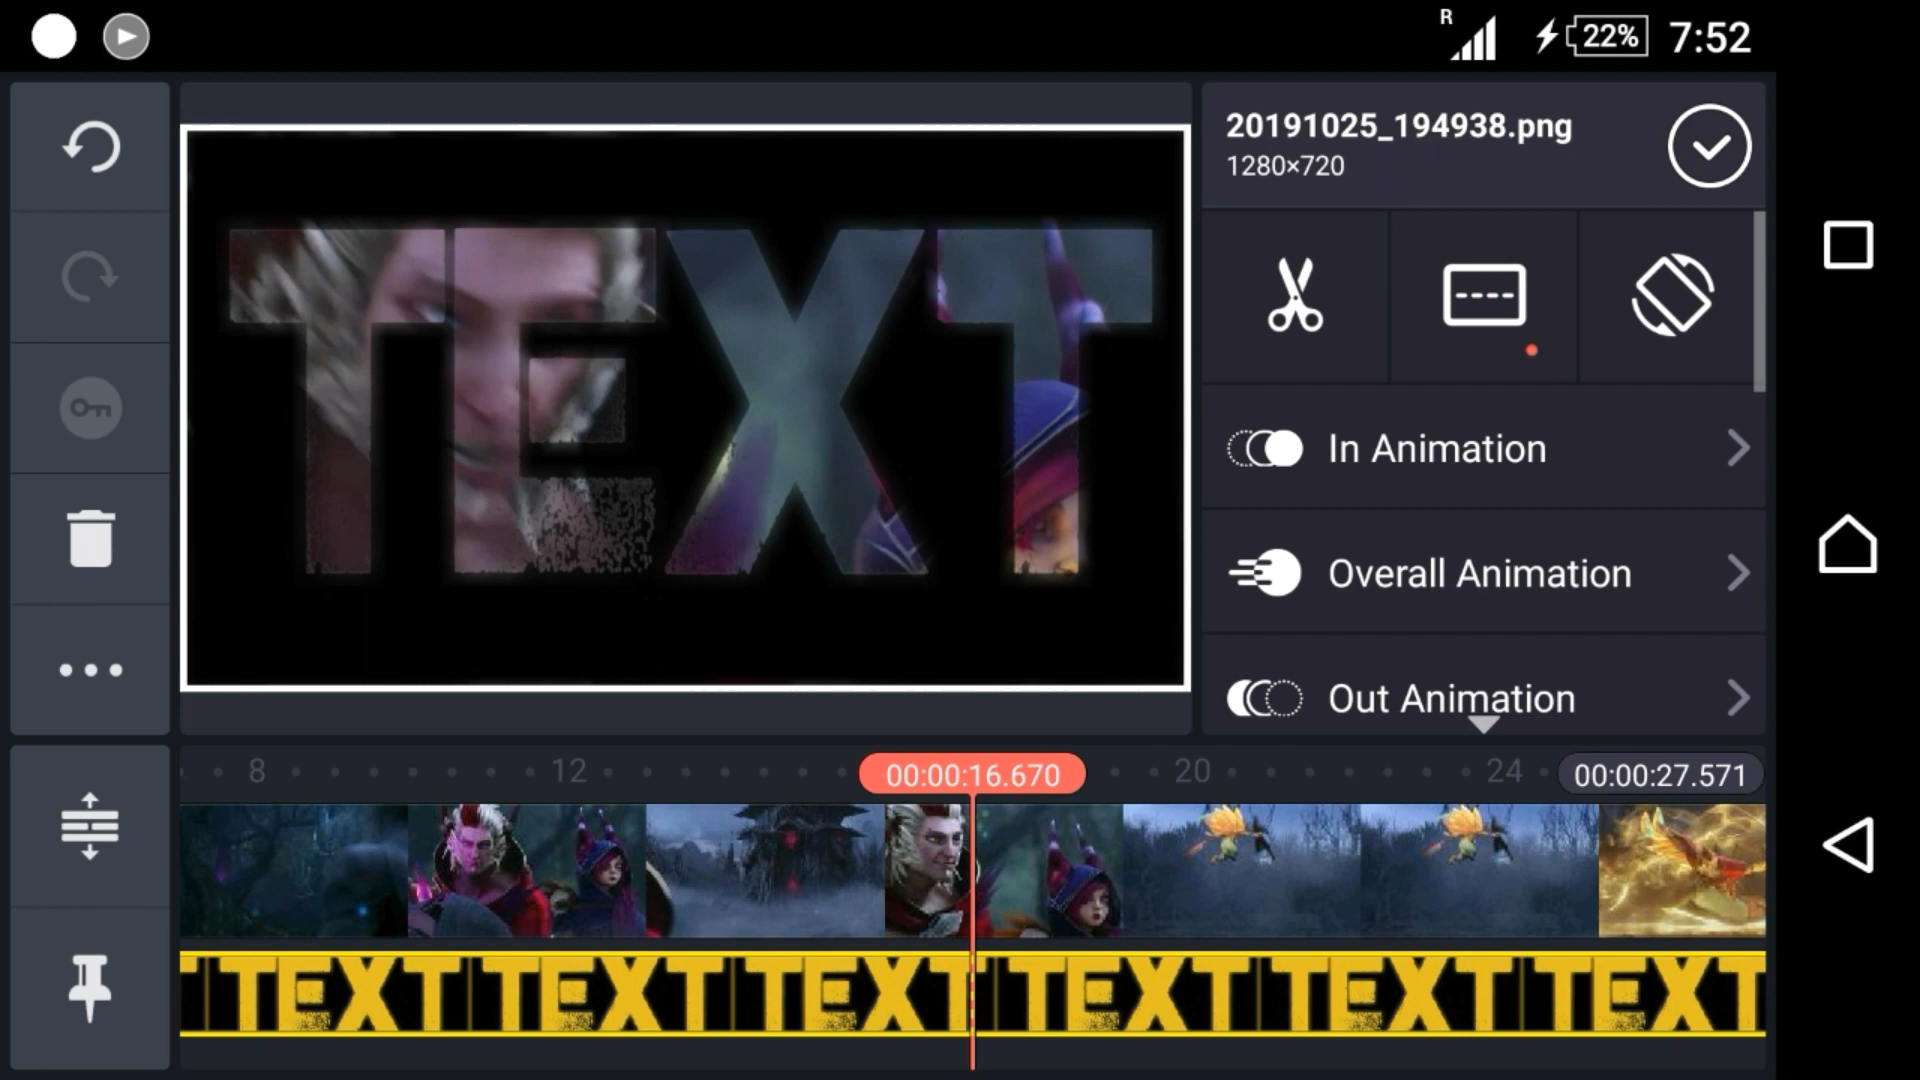 R
22%
7:52
TEXT
20191025_194938.png
1280×720
In Animation
Overall Animation
Out Animation
8
12
00:00:16.670
20
24
00:00:27.571
TEXT TEXT TEXT TEXT TEXT TEXT